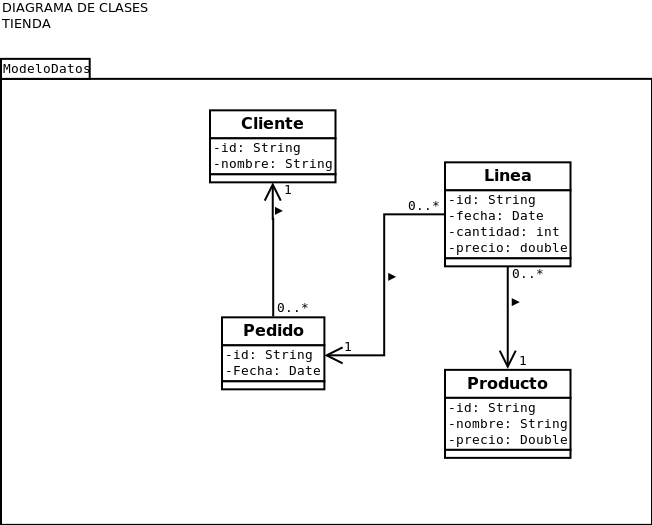 DIAGRAMA DE CLASES
TIENDA
ModeloDatos
Cliente
-id: String
-nombre: String
1
0..*
Pedido
-id: String
-Fecha: Date
1
0..*
Linea
-id: String
-fecha: Date
-cantidad: int
-precio: double
0..*
1
Producto
-id: String
-nombre: String
-precio: Double